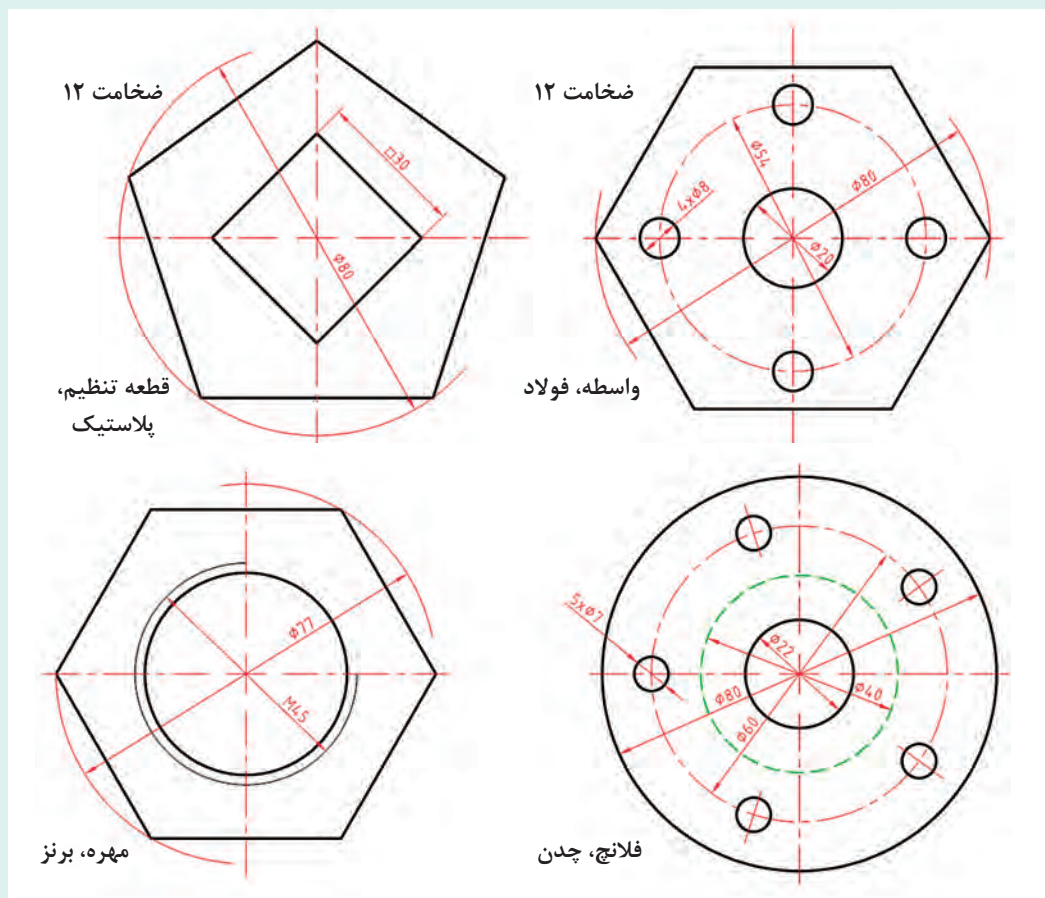 ضخامت ۱۲
□30
Ø80
قطعه تنظیم،
پلاستیک
ضخامت ۱۲
Ø54
Ø80
4xØ8
Ø20
واسطه، فولاد
Ø77
M45
مهره، برنز
5xØ7
Ø22
Ø80
Ø40
Ø60
فلانچ، چدن